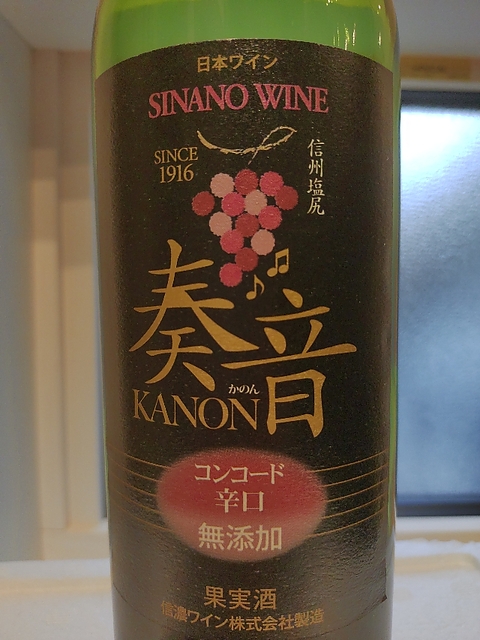 日本ワイン
SINANO WINE
SINCE
1916
信州塩尻
奏音
かのん
KANON
コンコード
辛口
無添加
果実酒
信濃ワイン株式会社製造